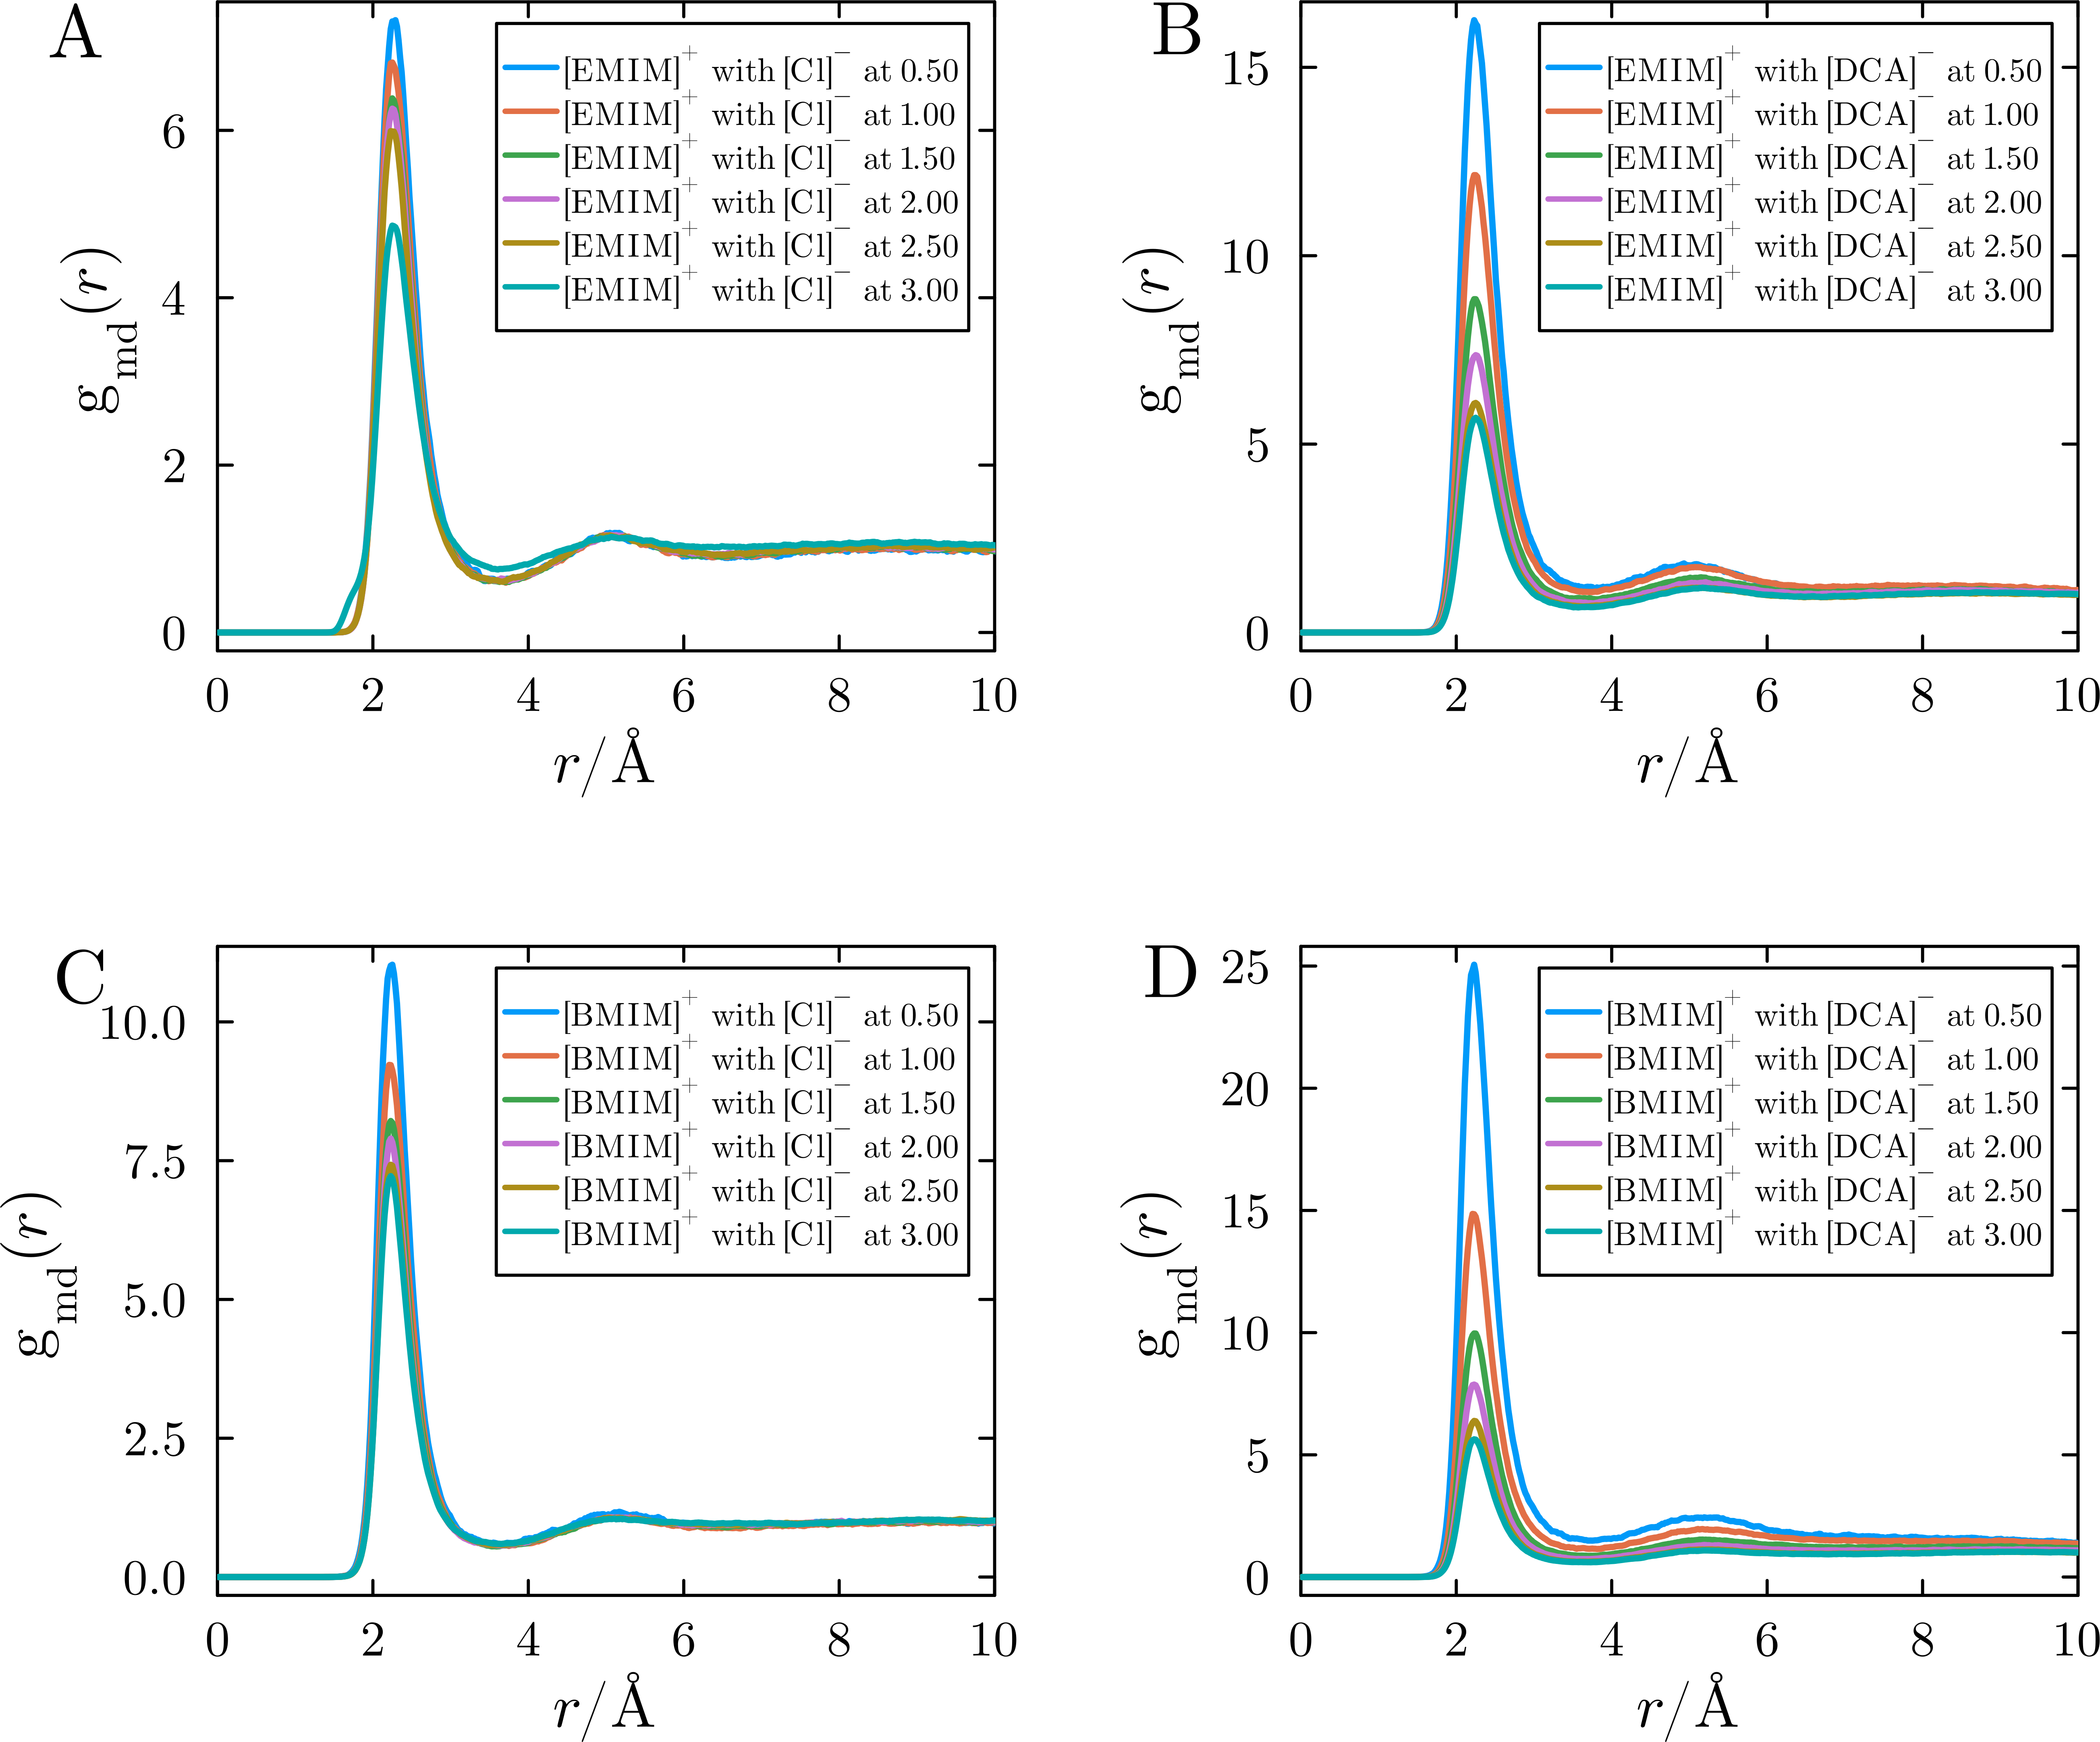 A
g_md(r)
6
4
2
0
[EMIM]⁺ with [Cl]⁻ at 0.50
[EMIM]⁺ with [Cl]⁻ at 1.00
[EMIM]⁺ with [Cl]⁻ at 1.50
[EMIM]⁺ with [Cl]⁻ at 2.00
[EMIM]⁺ with [Cl]⁻ at 2.50
[EMIM]⁺ with [Cl]⁻ at 3.00
0 2 4 6 8 10
r/Å
B
g_md(r)
15
10
5
0
[EMIM]⁺ with [DCA]⁻ at 0.50
[EMIM]⁺ with [DCA]⁻ at 1.00
[EMIM]⁺ with [DCA]⁻ at 1.50
[EMIM]⁺ with [DCA]⁻ at 2.00
[EMIM]⁺ with [DCA]⁻ at 2.50
[EMIM]⁺ with [DCA]⁻ at 3.00
0 2 4 6 8 10
r/Å
C
g_md(r)
10.0
7.5
5.0
2.5
0.0
[BMIM]⁺ with [Cl]⁻ at 0.50
[BMIM]⁺ with [Cl]⁻ at 1.00
[BMIM]⁺ with [Cl]⁻ at 1.50
[BMIM]⁺ with [Cl]⁻ at 2.00
[BMIM]⁺ with [Cl]⁻ at 2.50
[BMIM]⁺ with [Cl]⁻ at 3.00
0 2 4 6 8 10
r/Å
D
g_md(r)
25
20
15
10
5
0
[BMIM]⁺ with [DCA]⁻ at 0.50
[BMIM]⁺ with [DCA]⁻ at 1.00
[BMIM]⁺ with [DCA]⁻ at 1.50
[BMIM]⁺ with [DCA]⁻ at 2.00
[BMIM]⁺ with [DCA]⁻ at 2.50
[BMIM]⁺ with [DCA]⁻ at 3.00
0 2 4 6 8 10
r/Å